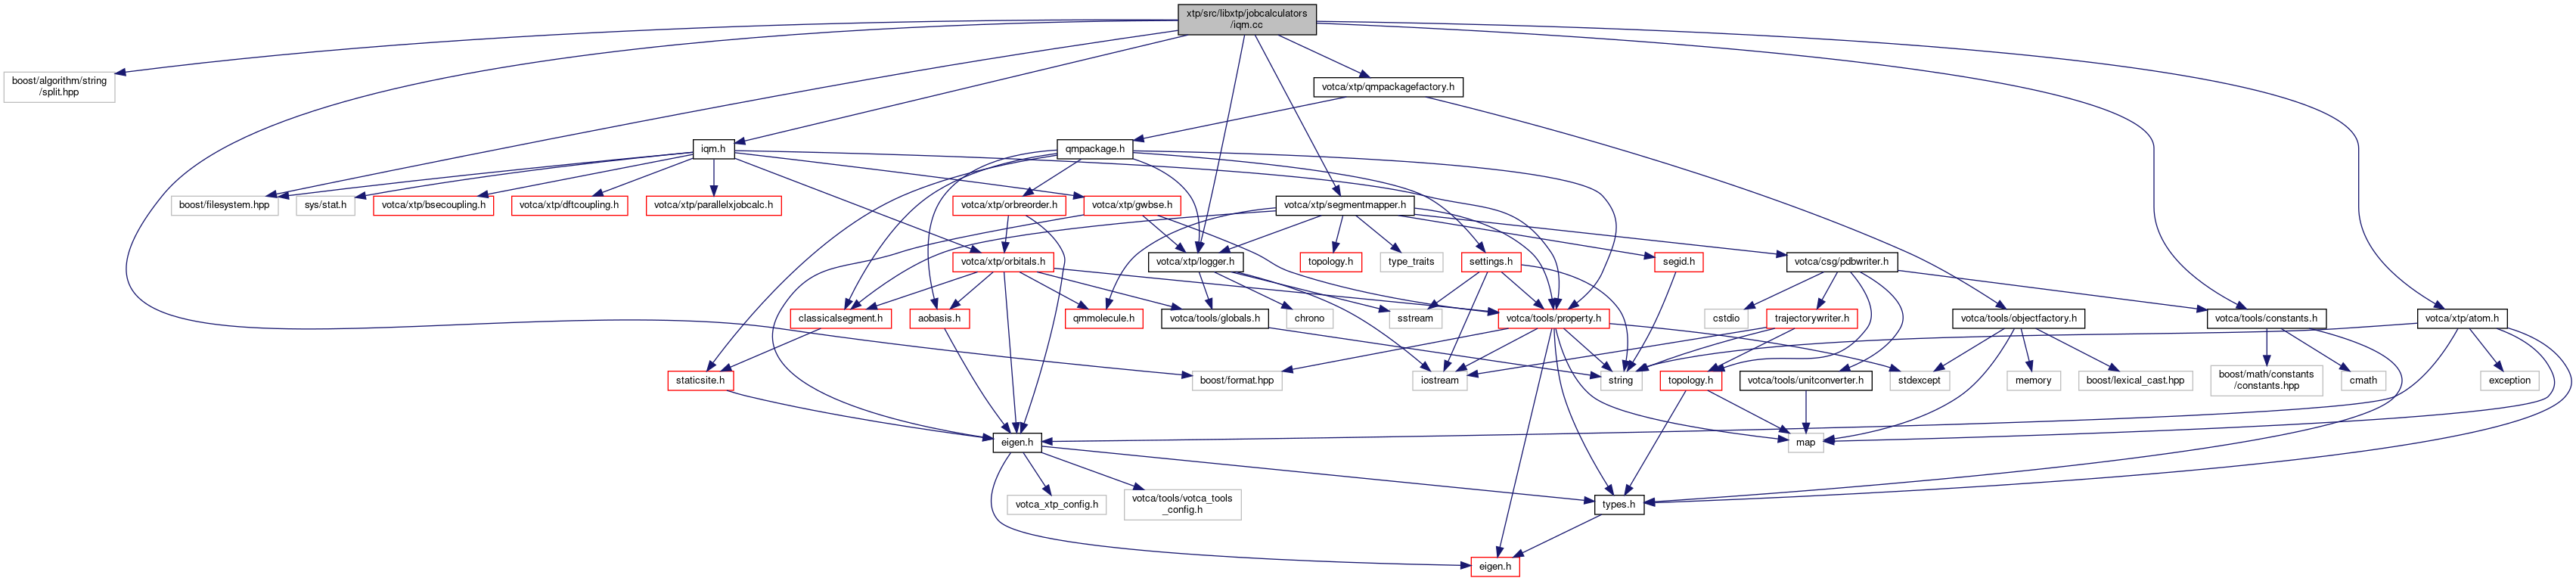 xtp/src/libxtp/jobcalculators
/iqm.cc
boost/algorithm/string
/split.hpp
votca/xtp/qmpackagefactory.h
iqm.h
qmpackage.h
boost/filesystem.hpp
sys/stat.h
votca/xtp/bsecoupling.h
votca/xtp/dftcoupling.h
votca/xtp/parallelxjobcalc.h
votca/xtp/orbreorder.h
votca/xtp/gwbse.h
votca/xtp/segmentmapper.h
votca/xtp/orbitals.h
votca/xtp/logger.h
topology.h
type_traits
settings.h
segid.h
votca/csg/pdbwriter.h
classicalsegment.h
aobasis.h
qmmolecule.h
votca/tools/globals.h
chrono
sstream
votca/tools/property.h
cstdio
trajectorywriter.h
votca/tools/objectfactory.h
votca/tools/constants.h
votca/xtp/atom.h
staticsite.h
boost/format.hpp
iostream
string
topology.h
votca/tools/unitconverter.h
stdexcept
memory
boost/lexical_cast.hpp
boost/math/constants
/constants.hpp
cmath
exception
eigen.h
map
votca_xtp_config.h
votca/tools/votca_tools
_config.h
types.h
eigen.h